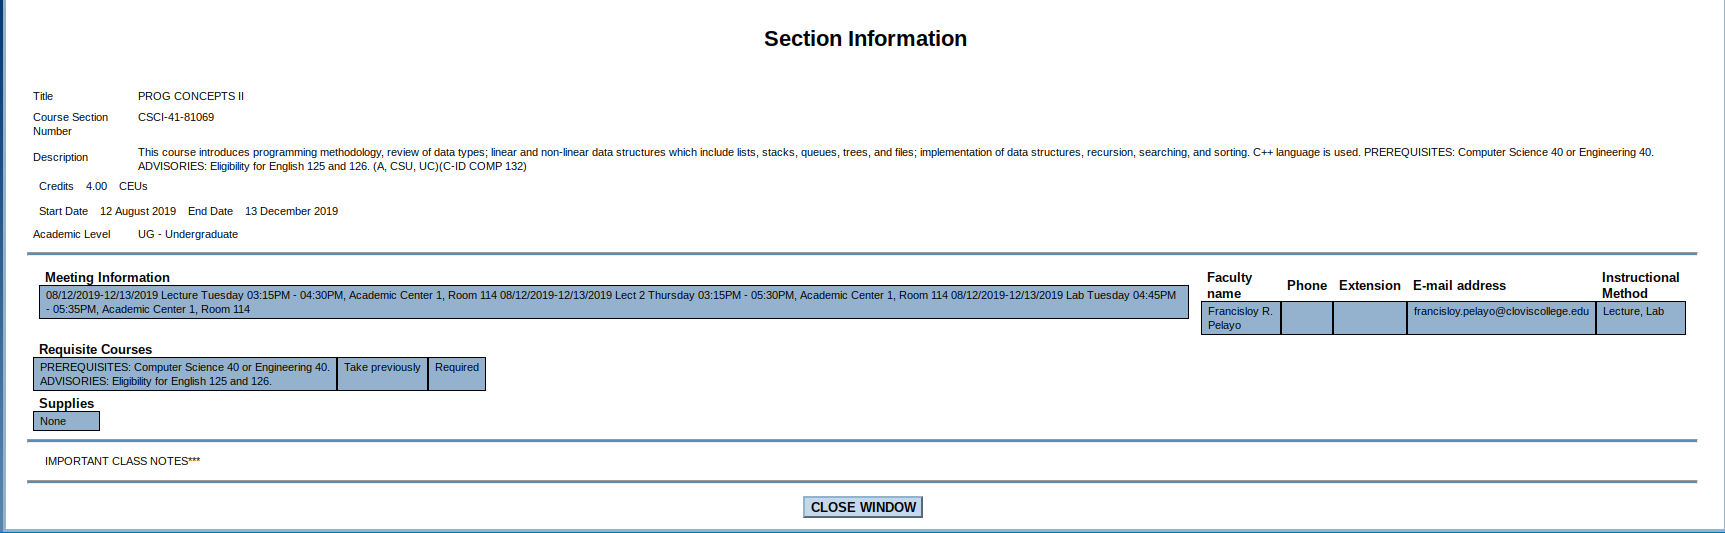 Section Information
Title PROG CONCEPTS II
Course Section Number CSCI-41-81069
Description This course introduces programming methodology, review of data types; linear and non-linear data structures which include lists, stacks, queues, trees, and files; implementation of data structures, recursion, searching, and sorting. C++ language is used. PREREQUISITES: Computer Science 40 or Engineering 40.
ADVISORIES: Eligibility for English 125 and 126. (A, CSU, UC)(C-ID COMP 132)
Credits 4.00 CEUs
Start Date 12 August 2019 End Date 13 December 2019
Academic Level UG - Undergraduate
Meeting Information
08/12/2019-12/13/2019 Lecture Tuesday 03:15PM - 04:30PM, Academic Center 1, Room 114 08/12/2019-12/13/2019 Lect 2 Thursday 03:15PM - 05:30PM, Academic Center 1, Room 114 08/12/2019-12/13/2019 Lab Tuesday 04:45PM
- 05:35PM, Academic Center 1, Room 114
Faculty name Phone Extension E-mail address Instructional Method
Francisloy R. Pelayo francisloy.pelayo@cloviscollege.edu Lecture, Lab
Requisite Courses
PREREQUISITES: Computer Science 40 or Engineering 40. Take previously Required
ADVISORIES: Eligibility for English 125 and 126.
Supplies
None
IMPORTANT CLASS NOTES***
CLOSE WINDOW